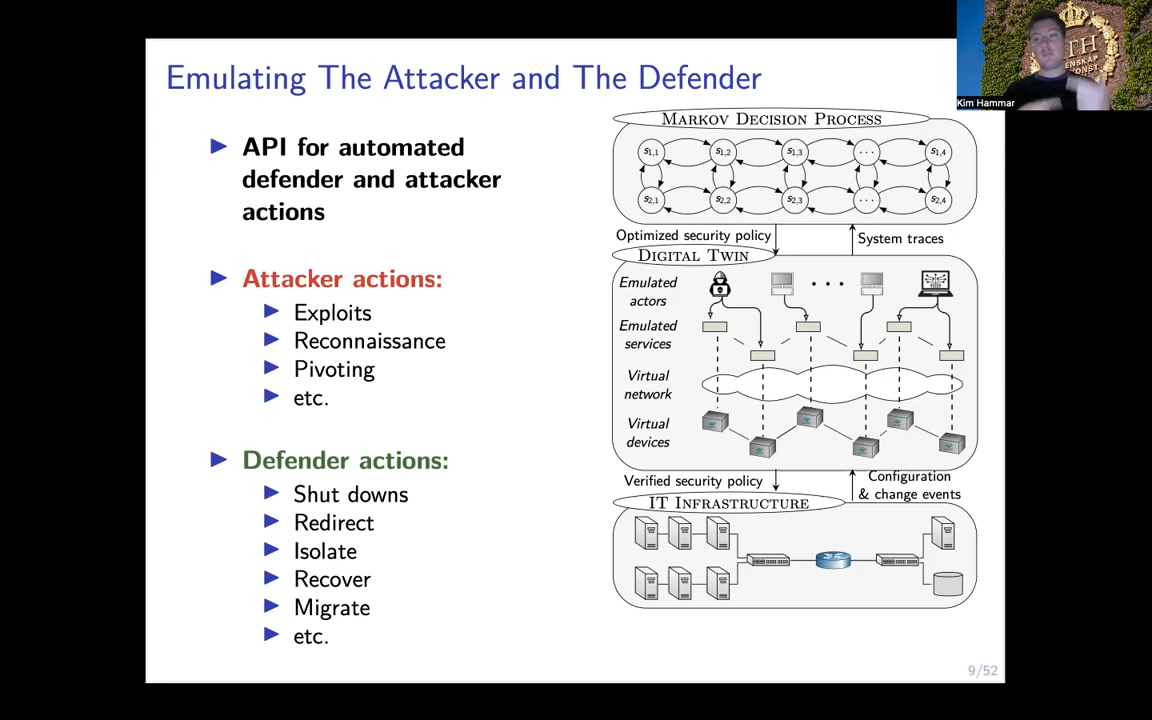 Emulating The Attacker and The Defender
API for automated
defender and attacker
actions
Attacker actions:
Exploits
Reconnaissance
Pivoting
etc.
Defender actions:
Shut downs
Redirect
Isolate
Recover
Migrate
etc.
MARKOV DECISION PROCESS
s1,1 s1,2 s1,3 ... s1,4
s2,1 s2,2 s2,3 ... s2,4
Optimized security policy
System traces
DIGITAL TWIN
Emulated
actors
Emulated
services
Virtual
network
Virtual
devices
Verified security policy
Configuration
& change events
IT INFRASTRUCTURE
9/52
Kim Hammar